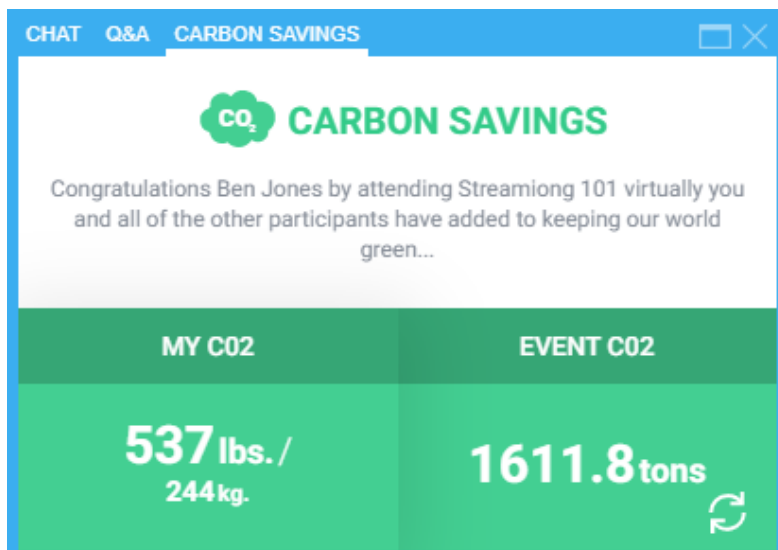 CHAT Q&A CARBON SAVINGS
CO₂ CARBON SAVINGS
Congratulations Ben Jones by attending Streamiong 101 virtually you
and all of the other participants have added to keeping our world
green...
MY C02 EVENT C02
537 lbs. / 1611.8 tons
244 kg.